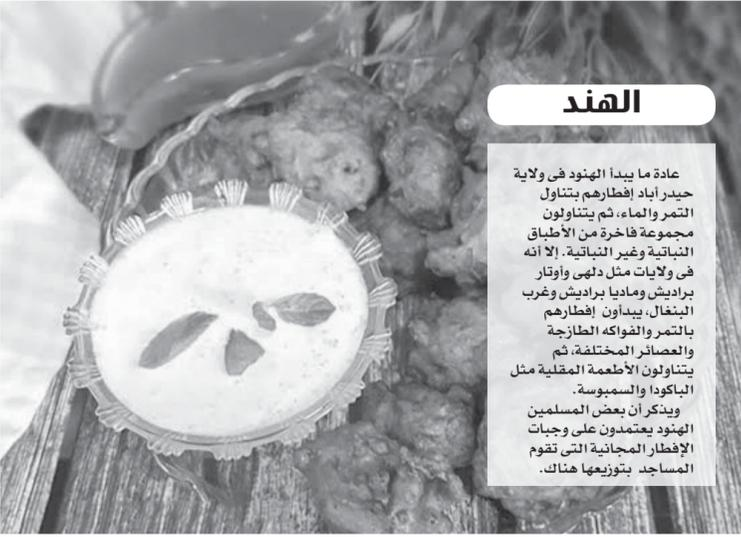 الهند
عادة ما يبدأ الهنود فى ولاية
حيدر أباد إفطارهم بتناول
التمر والماء، ثم يتناولون
مجموعة فاخرة من الأطباق
النباتية وغير النباتية. إلا أنه
فى ولايات مثل دلهى وأوتار
براديش وماديا براديش وغرب
البنغال، يبدأون إفطارهم
بالتمر والفواكه الطازجة
والعصائر المختلفة، ثم
يتناولون الأطعمة المقلية مثل
الباكودا والسمبوسة.
ويذكر أن بعض المسلمين
الهنود يعتمدون على وجبات
الإفطار المجانية التى تقوم
المساجد بتوزيعها هناك.